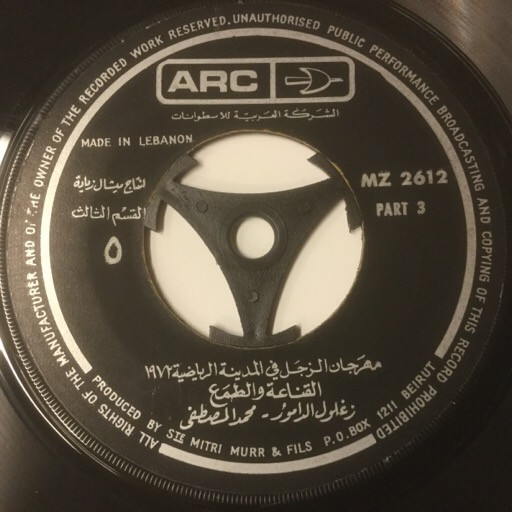 ALL RIGHTS OF THE MANUFACTURER AND OF THE OWNER OF THE RECORDED WORK RESERVED. UNAUTHORISED PUBLIC PERFORMANCE BROADCASTING AND COPYING OF THIS RECORD PROHIBITED
ARC
الشركة العربية للاسطوانات
MADE IN LEBANON
انتاج ميشال زيادة
القسم الثالث
٥
MZ 2612
PART 3
مهرجان الزجل في المدينة الرياضية ١٩٧٢
القناعة والطمع
زغلول الدامور - محمد المصطفى
PRODUCED BY STÉ MITRI MURR & FILS P.O. BOX 1211 BEIRUT